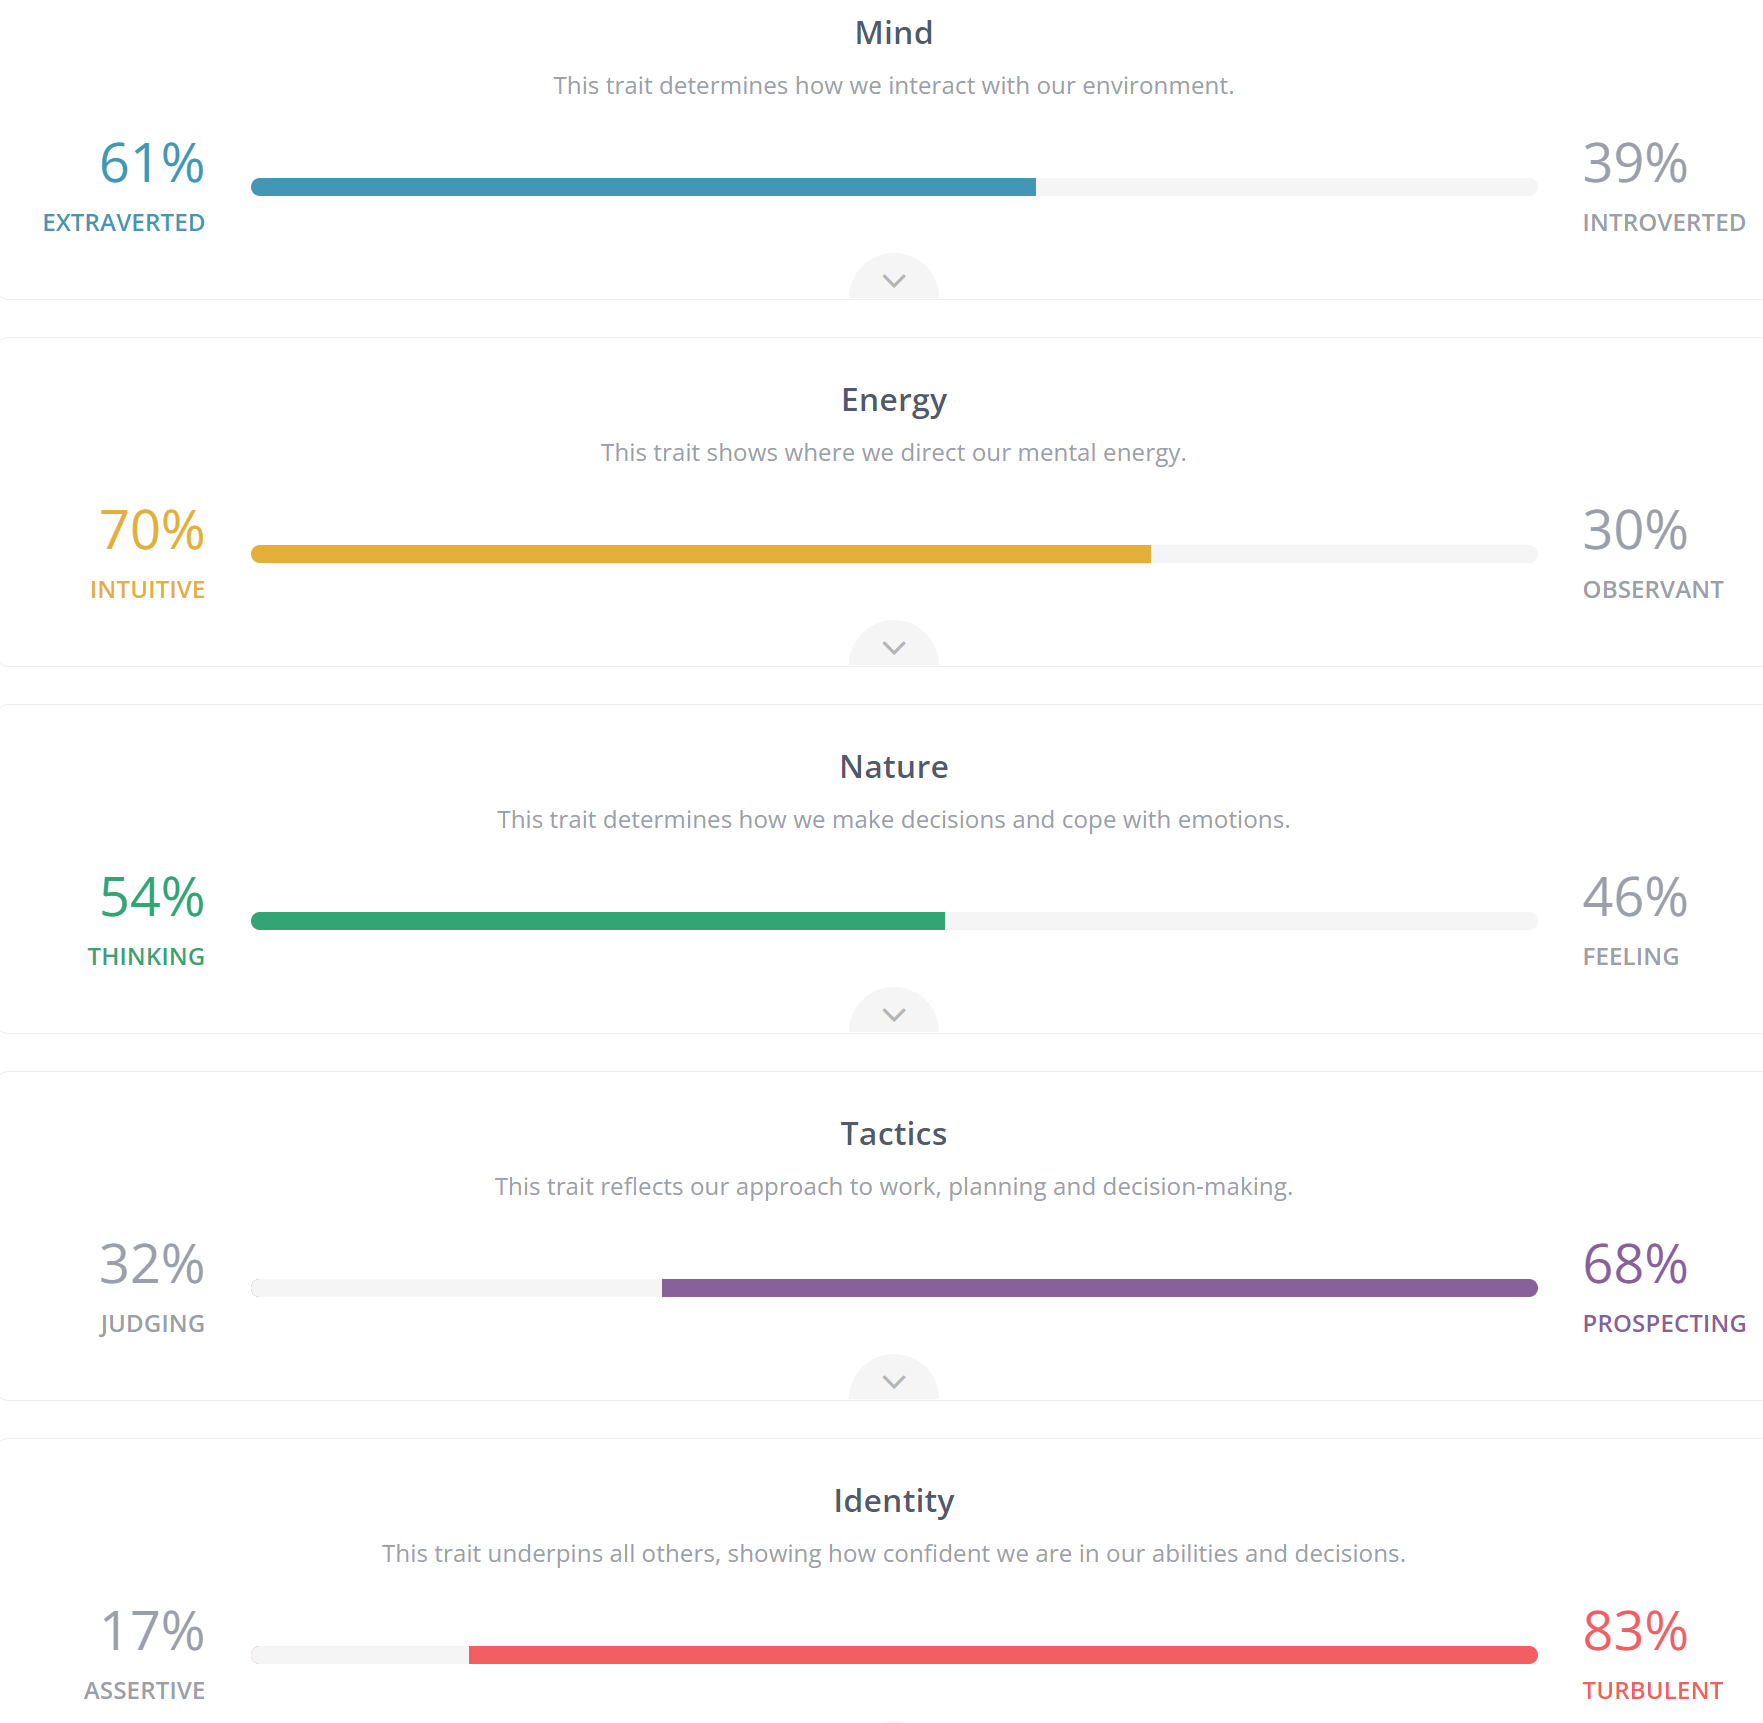 Mind
This trait determines how we interact with our environment.
61%
EXTRAVERTED
39%
INTROVERTED
Energy
This trait shows where we direct our mental energy.
70%
INTUITIVE
30%
OBSERVANT
Nature
This trait determines how we make decisions and cope with emotions.
54%
THINKING
46%
FEELING
Tactics
This trait reflects our approach to work, planning and decision-making.
32%
JUDGING
68%
PROSPECTING
Identity
This trait underpins all others, showing how confident we are in our abilities and decisions.
17%
ASSERTIVE
83%
TURBULENT